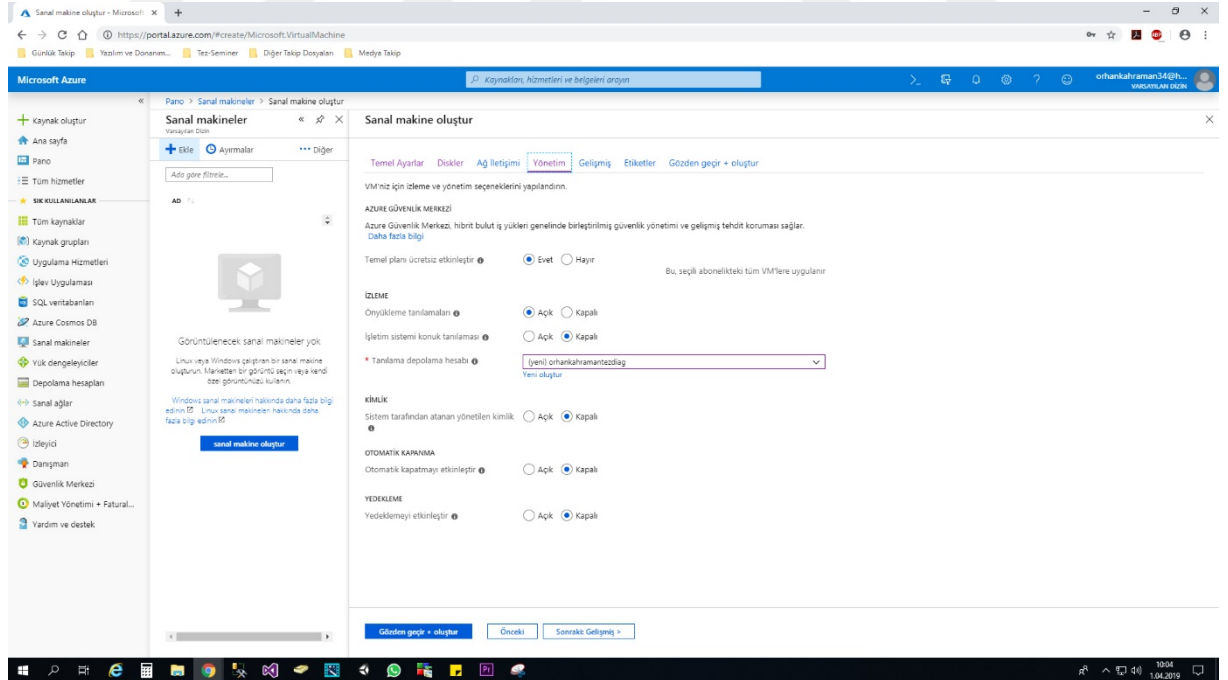 Sanal makine oluştur - Microsoft
https://portal.azure.com/#create/Microsoft.VirtualMachine
Günlük Takip Yazılım ve Donanım... Tez-Seminer Diğer Takip Dosyaları Medya Takip
Microsoft Azure
Kaynakları, hizmetleri ve belgeleri arayın
orhankahraman34@h...
VARSAYILAN DİZİN
Kaynak oluştur
Ana sayfa
Pano
Tüm hizmetler
SIK KULLANILANLAR
Tüm kaynaklar
Kaynak grupları
Uygulama Hizmetleri
İşlev Uygulaması
SQL veritabanları
Azure Cosmos DB
Sanal makineler
Yük dengeleyiciler
Depolama hesapları
Sanal ağlar
Azure Active Directory
İzleyici
Danışman
Güvenlik Merkezi
Maliyet Yönetimi + Fatural...
Yardım ve destek
Pano > Sanal makineler > Sanal makine oluştur
Sanal makineler
Varsayılan Dizin
Ekle Ayırmalar Diğer
Ada göre filtrele...
AD
Görüntülenecek sanal makineler yok
Linux veya Windows çalıştıran bir sanal makine
oluşturun. Marketten bir görüntü seçin veya kendi
özel görüntünüzü kullanın.
Windows sanal makineleri hakkında daha fazla bilgi
edinin Linux sanal makineleri hakkında daha
fazla bilgi edinin
sanal makine oluştur
Sanal makine oluştur
Temel Ayarlar Diskler Ağ İletişimi Yönetim Gelişmiş Etiketler Gözden geçir + oluştur
VM'niz için izleme ve yönetim seçeneklerini yapılandırın.
AZURE GÜVENLİK MERKEZİ
Azure Güvenlik Merkezi, hibrit bulut iş yükleri genelinde birleştirilmiş güvenlik yönetimi ve gelişmiş tehdit koruması sağlar.
Daha fazla bilgi
Temel planı ücretsiz etkinleştir Evet Hayır
Bu, seçili abonelikteki tüm VM'lere uygulanır
İZLEME
Önyükleme tanılamaları Açık Kapalı
İşletim sistemi konuk tanılaması Açık Kapalı
* Tanılama depolama hesabı (yeni) orhankahramantezdiag
Yeni oluştur
KİMLİK
Sistem tarafından atanan yönetilen kimlik Açık Kapalı
OTOMATİK KAPANMA
Otomatik kapatmayı etkinleştir Açık Kapalı
YEDEKLEME
Yedeklemeyi etkinleştir Açık Kapalı
Gözden geçir + oluştur Önceki Sonraki: Gelişmiş >
10:04
1.04.2019